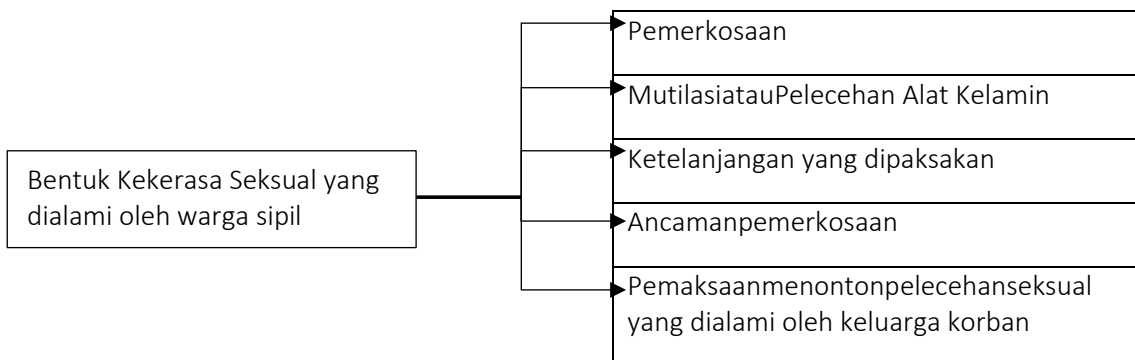 Pemerkosaan
MutilasiatauPelecehan Alat Kelamin
Ketelanjangan yang dipaksakan
Bentuk Kekerasa Seksual yang
dialami oleh warga sipil
Ancamanpemerkosaan
Pemaksaanmenontonpelecehanseksual
yang dialami oleh keluarga korban